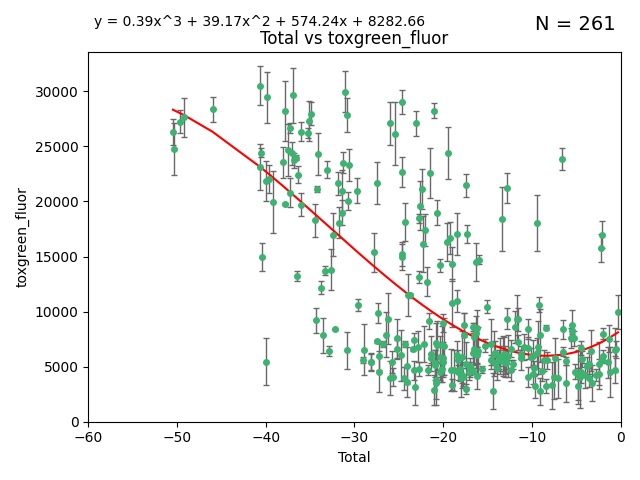 y = 0.39x^3 + 39.17x^2 + 574.24x + 8282.66
N = 261
Total vs toxgreen_fluor
30000
25000
20000
15000
10000
5000
0
toxgreen_fluor
−60
−50
−40
−30
−20
−10
0
Total